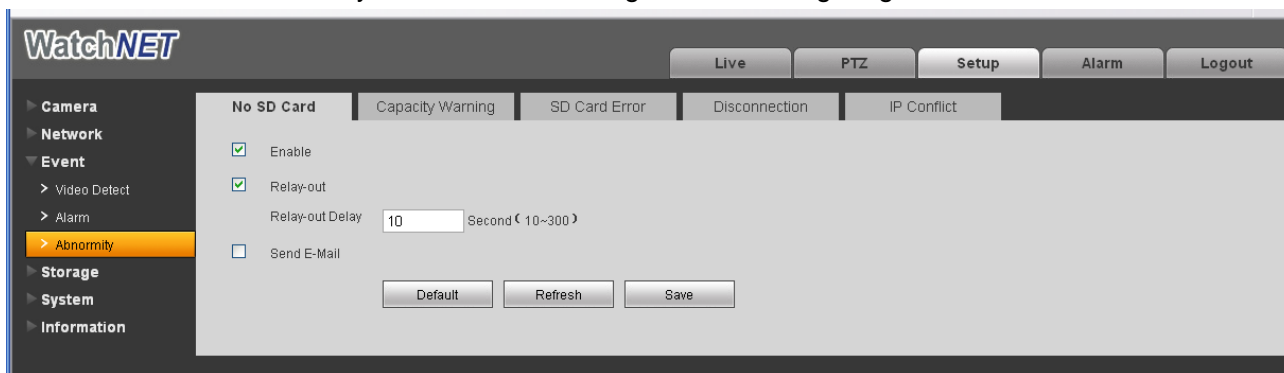 WatchNET
Live PTZ Setup Alarm Logout
Camera
Network
Event
> Video Detect
> Alarm
> Abnormity
Storage
System
Information
No SD Card Capacity Warning SD Card Error Disconnection IP Conflict
Enable
Relay-out
Relay-out Delay 10 Second ( 10~300 )
Send E-Mail
Default Refresh Save